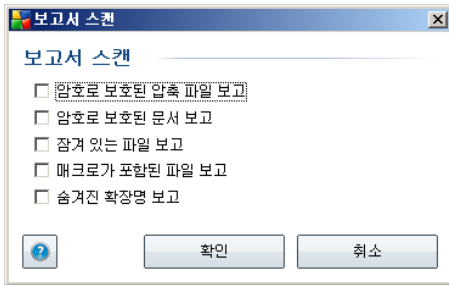 보고서 스캔
보고서 스캔
암호로 보호된 압축 파일 보고
암호로 보호된 문서 보고
잠겨 있는 파일 보고
매크로가 포함된 파일 보고
숨겨진 확장명 보고
?
확인
취소